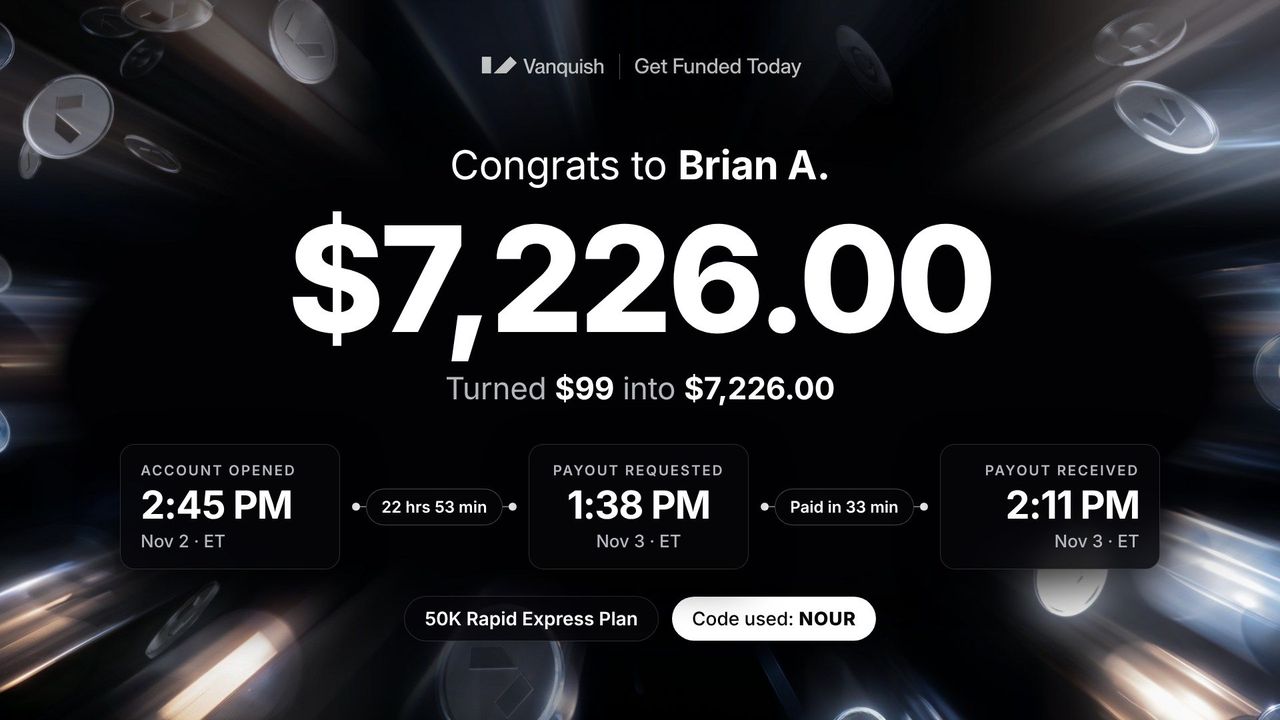 Vanquish | Get Funded Today
Congrats to Brian A.
$7,226.00
Turned $99 into $7,226.00
ACCOUNT OPENED
2:45 PM
Nov 2 · ET
22 hrs 53 min
PAYOUT REQUESTED
1:38 PM
Nov 3 · ET
Paid in 33 min
PAYOUT RECEIVED
2:11 PM
Nov 3 · ET
50K Rapid Express Plan
Code used: NOUR